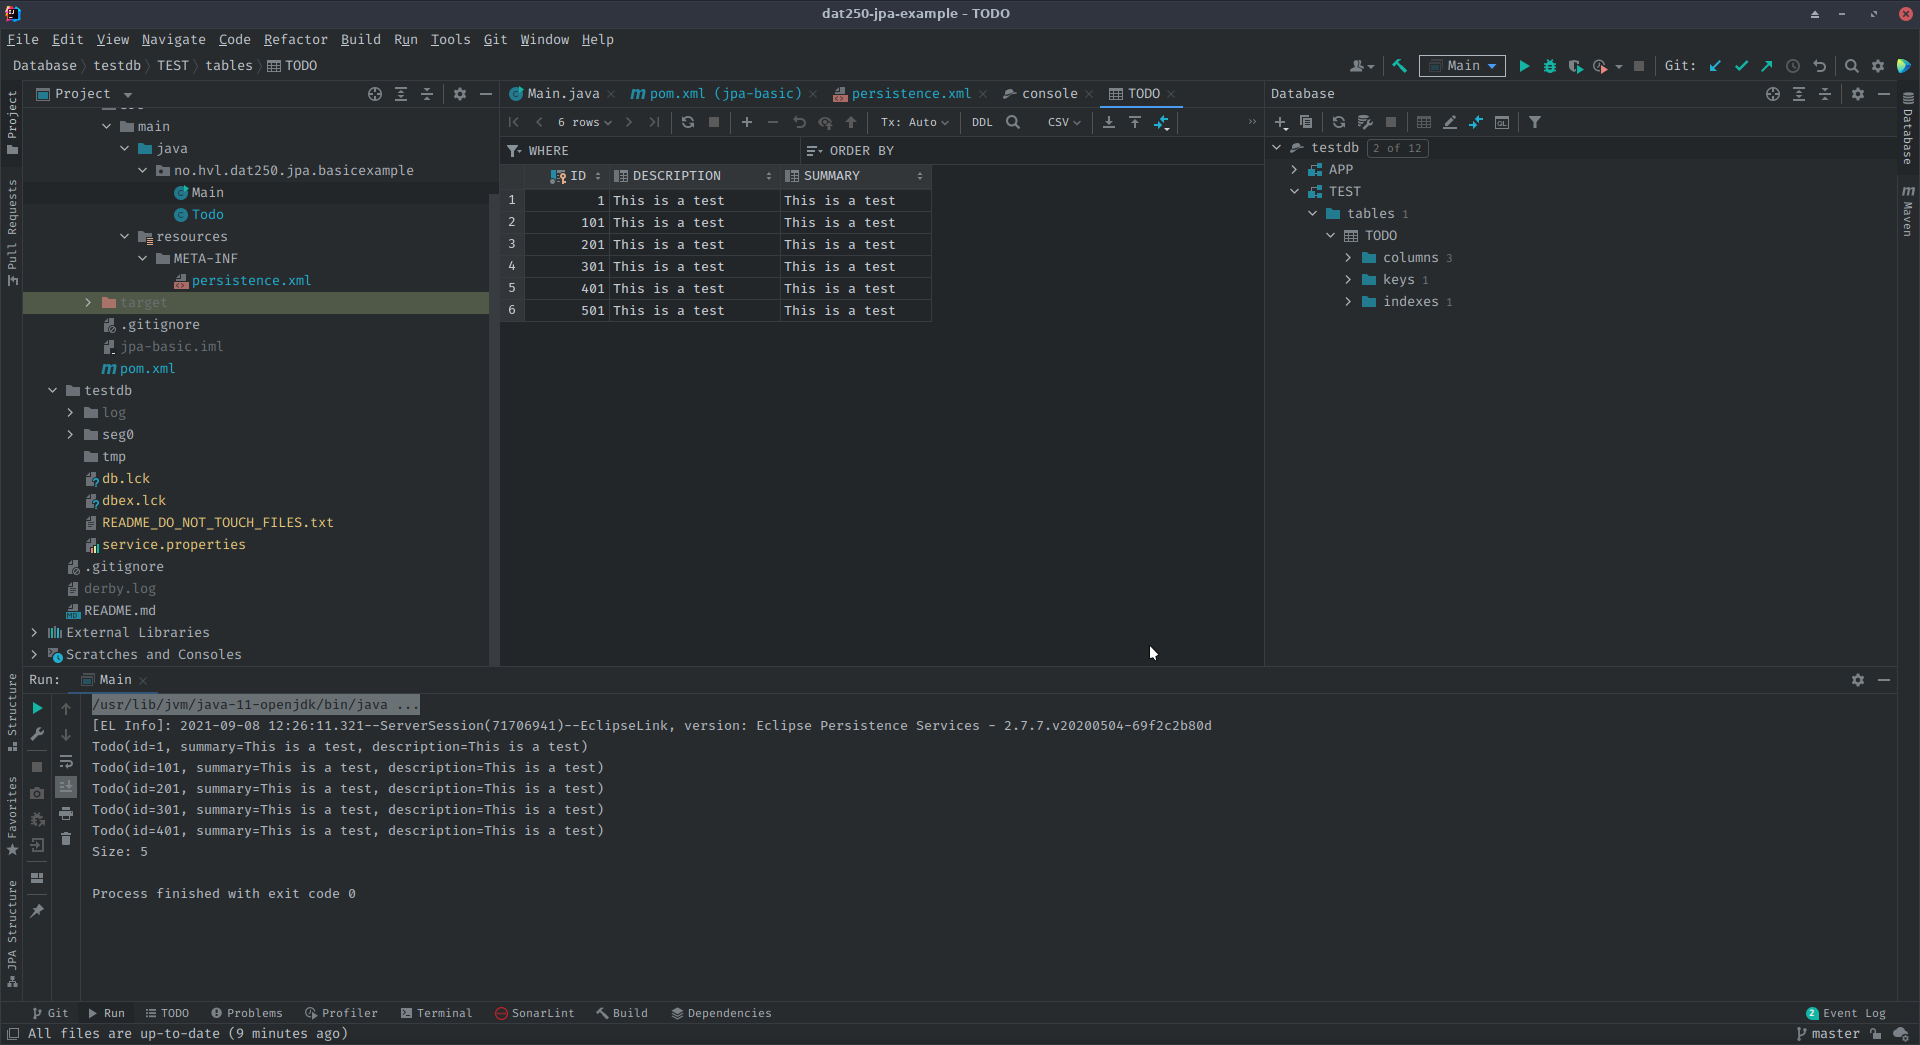 dat250-jpa-example – TODO
File Edit View Navigate Code Refactor Build Run Tools Git Window Help
Database testdb TEST tables TODO
Main
Git:
Project
Main.java
pom.xml (jpa-basic)
persistence.xml
console
TODO
Database
main
java
no.hvl.dat250.jpa.basicexample
Main
Todo
resources
META-INF
persistence.xml
target
.gitignore
jpa-basic.iml
pom.xml
testdb
log
seg0
tmp
db.lck
dbex.lck
README_DO_NOT_TOUCH_FILES.txt
service.properties
.gitignore
derby.log
README.md
External Libraries
Scratches and Consoles
6 rows
Tx: Auto
DDL
CSV
WHERE
ORDER BY
ID DESCRIPTION SUMMARY
1 1 This is a test This is a test
2 101 This is a test This is a test
3 201 This is a test This is a test
4 301 This is a test This is a test
5 401 This is a test This is a test
6 501 This is a test This is a test
testdb 2 of 12
APP
TEST
tables 1
TODO
columns 3
keys 1
indexes 1
Project
Pull Requests
Structure
Favorites
JPA Structure
Database
Maven
Run: Main
/usr/lib/jvm/java-11-openjdk/bin/java ...
[EL Info]: 2021-09-08 12:26:11.321--ServerSession(71706941)--EclipseLink, version: Eclipse Persistence Services - 2.7.7.v20200504-69f2c2b80d
Todo(id=1, summary=This is a test, description=This is a test)
Todo(id=101, summary=This is a test, description=This is a test)
Todo(id=201, summary=This is a test, description=This is a test)
Todo(id=301, summary=This is a test, description=This is a test)
Todo(id=401, summary=This is a test, description=This is a test)
Size: 5
Process finished with exit code 0
Git Run TODO Problems Profiler Terminal SonarLint Build Dependencies
2 Event Log
All files are up-to-date (9 minutes ago)
master